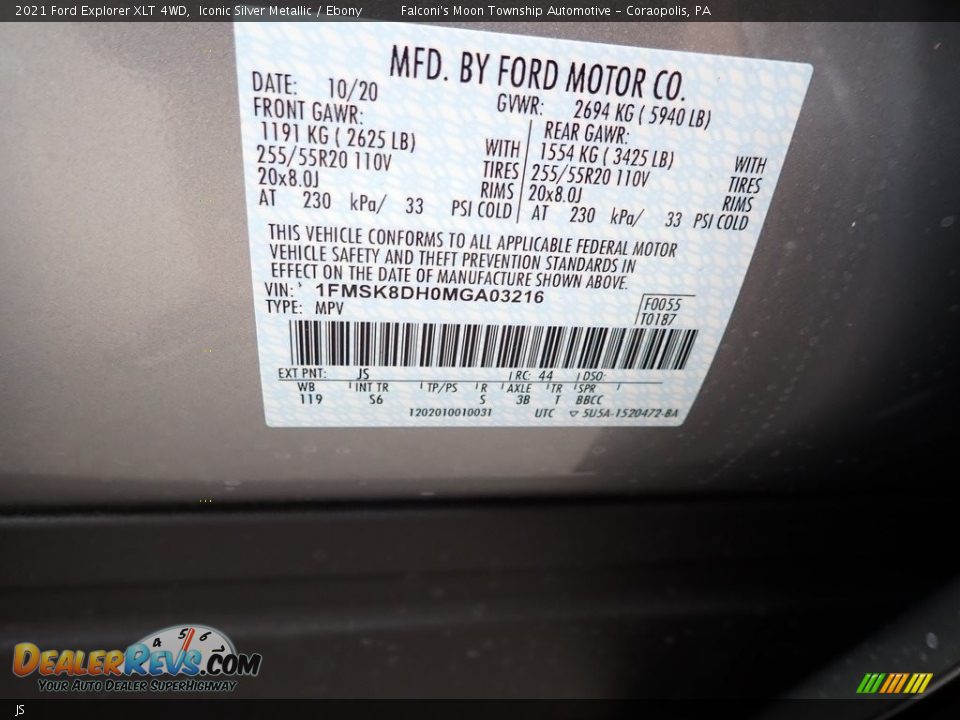 2021 Ford Explorer XLT 4WD, Iconic Silver Metallic / Ebony Falconi's Moon Township Automotive - Coraopolis, PA
MFD. BY FORD MOTOR CO.
DATE: 10/20 GVWR: 2694 KG ( 5940 LB)
FRONT GAWR: REAR GAWR:
1191 KG ( 2625 LB) WITH 1554 KG ( 3425 LB) WITH
255/55R20 110V TIRES 255/55R20 110V TIRES
20x8.0J RIMS 20x8.0J RIMS
AT 230 kPa/ 33 PSI COLD AT 230 kPa/ 33 PSI COLD
THIS VEHICLE CONFORMS TO ALL APPLICABLE FEDERAL MOTOR
VEHICLE SAFETY AND THEFT PREVENTION STANDARDS IN
EFFECT ON THE DATE OF MANUFACTURE SHOWN ABOVE.
VIN: 1FMSK8DH0MGA03216
TYPE: MPV
F0055
T0187
EXT PNT: JS RC: 44 DSO:
WB INT TR TP/PS R AXLE TR SPR
119 S6 S 3B T BBCC
1202010010031 UTC ▽ 5U5A-1520472-BA
4 5 6
DEALERREVS.COM
YOUR AUTO DEALER SUPERHIGHWAY
JS